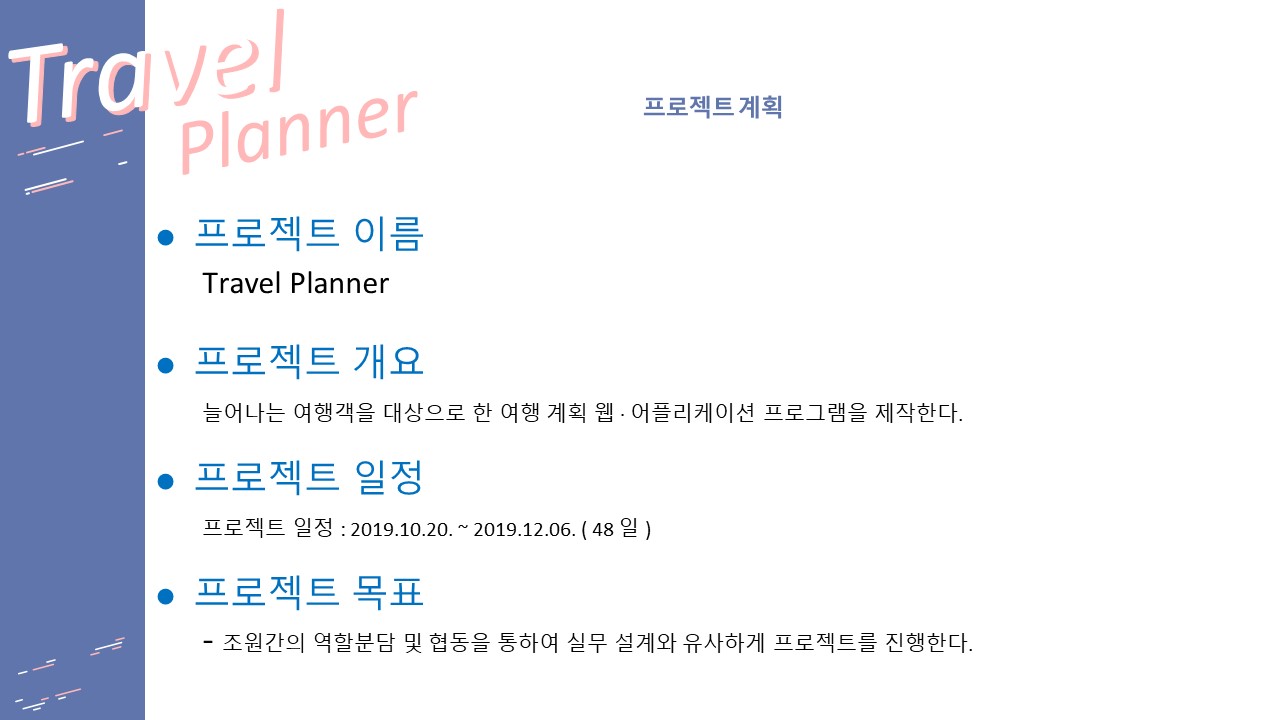 Travel
Planner
프로젝트 계획
● 프로젝트 이름
Travel Planner
● 프로젝트 개요
늘어나는 여행객을 대상으로 한 여행 계획 웹 · 어플리케이션 프로그램을 제작한다.
● 프로젝트 일정
프로젝트 일정 : 2019.10.20. ~ 2019.12.06. ( 48 일 )
● 프로젝트 목표
- 조원간의 역할분담 및 협동을 통하여 실무 설계와 유사하게 프로젝트를 진행한다.